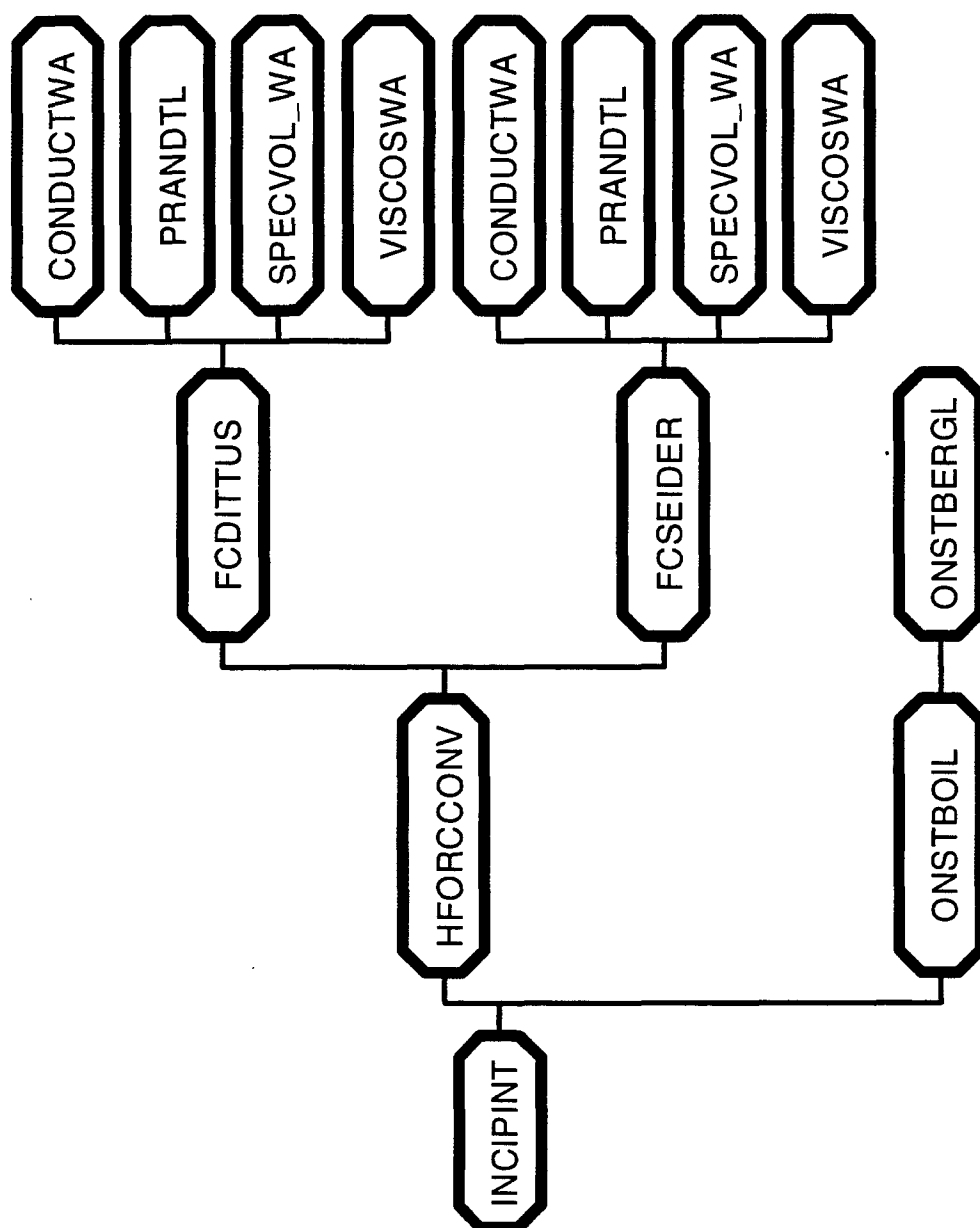 INCIPINT
HFORCCONV
FCDITTUS
CONDUCTWA
PRANDTL
SPECVOL_WA
VISCOSWA
FCSEIDER
CONDUCTWA
PRANDTL
SPECVOL_WA
VISCOSWA
ONSTBOIL
ONSTBERGL